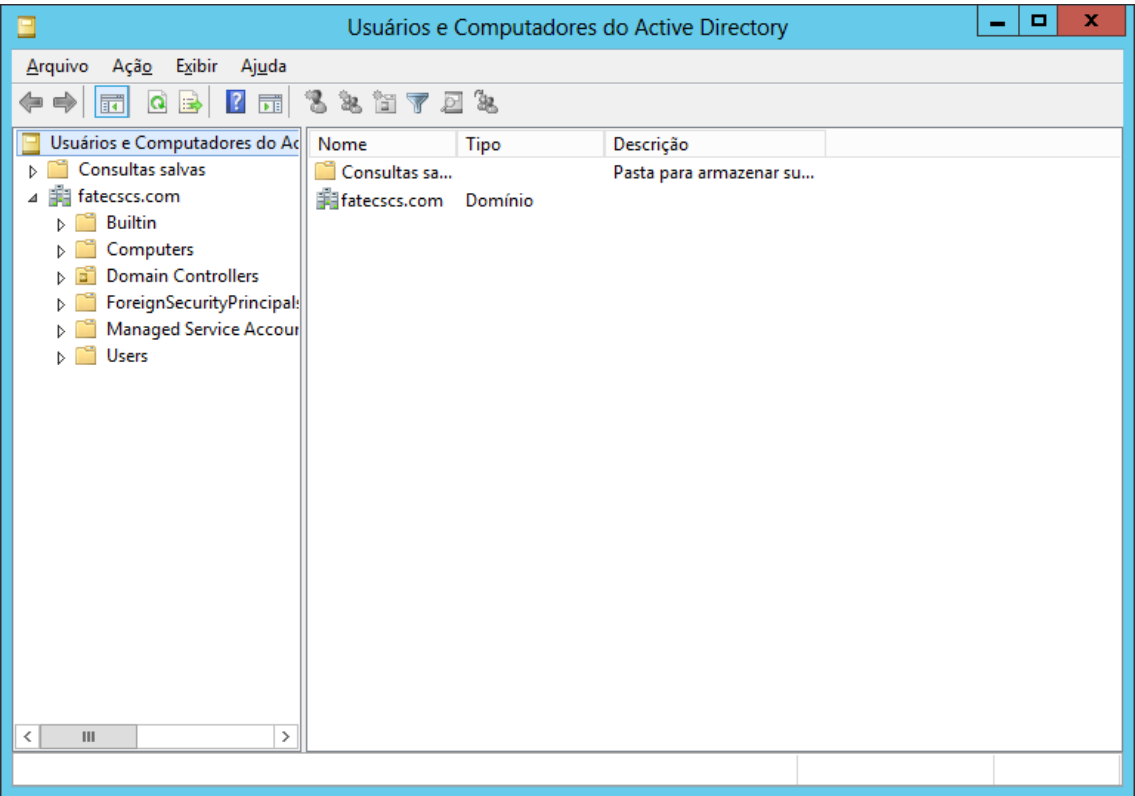 Usuários e Computadores do Active Directory
Arquivo Ação Exibir Ajuda
Usuários e Computadores do Ac
Consultas salvas
fatecscs.com
Builtin
Computers
Domain Controllers
ForeignSecurityPrincipals
Managed Service Accour
Users
Nome Tipo Descrição
Consultas sa... Pasta para armazenar su...
fatecscs.com Domínio